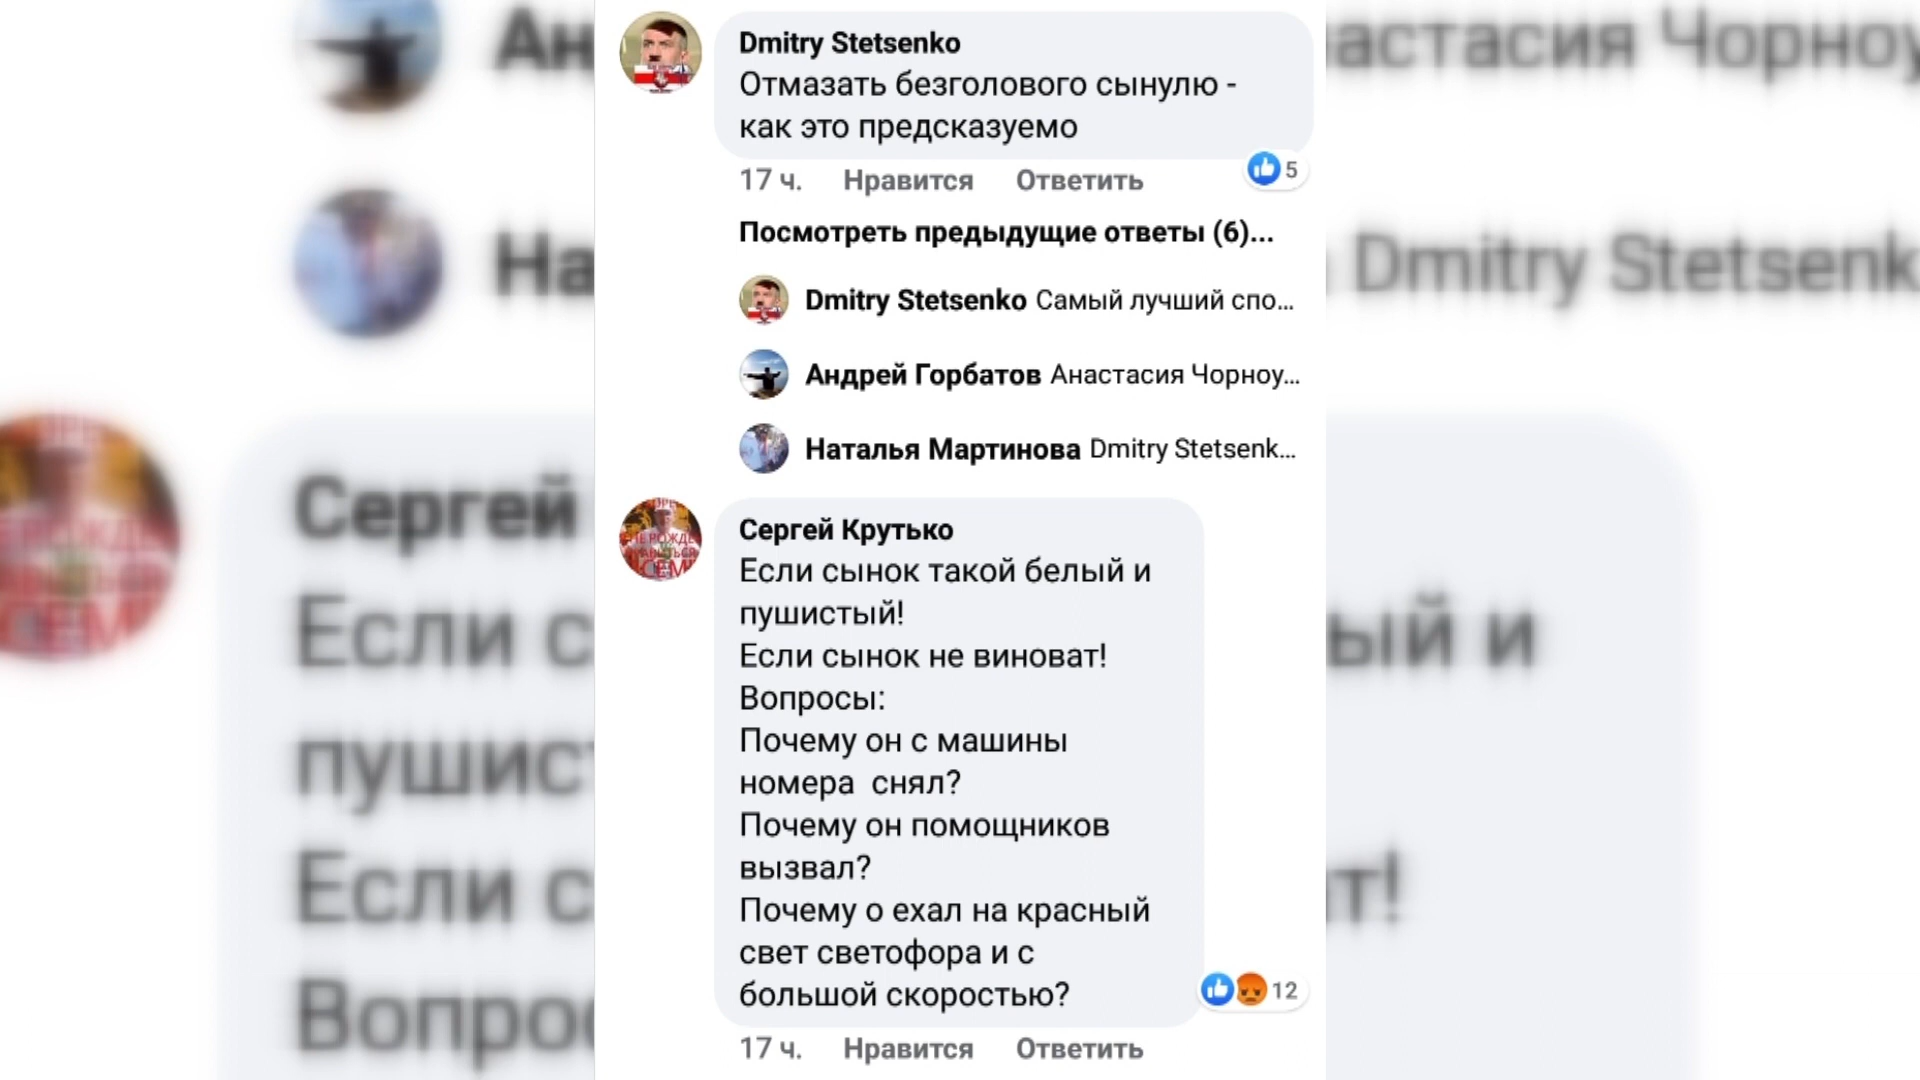 Dmitry Stetsenko
Отмазать безголового сынулю -
как это предсказуемо
17 ч. Нравится Ответить 5
Посмотреть предыдущие ответы (6)...
Dmitry Stetsenko Самый лучший спо...
Андрей Горбатов Анастасия Чорноу...
Наталья Мартинова Dmitry Stetsenk...
Сергей Крутько
Если сынок такой белый и
пушистый!
Если сынок не виноват!
Вопросы:
Почему он с машины
номера  снял?
Почему он помощников
вызвал?
Почему о ехал на красный
свет светофора и с
большой скоростью?
12
17 ч. Нравится Ответить